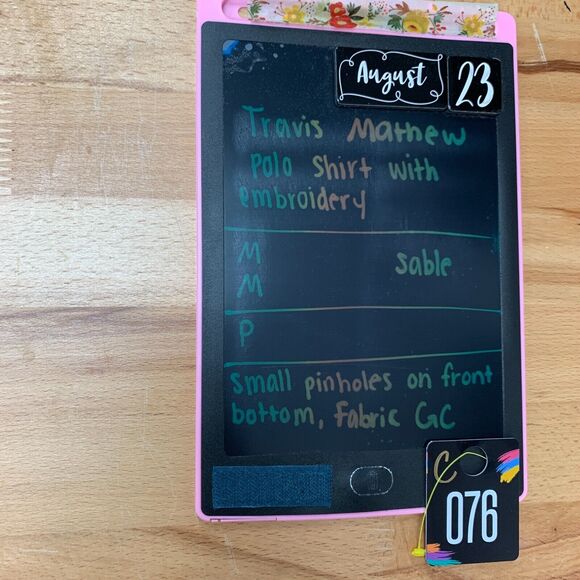 August 23
Travis Mathew
Polo Shirt with
embroidery
M sable
M
P
Small pinholes on front
bottom, Fabric GC
C
076